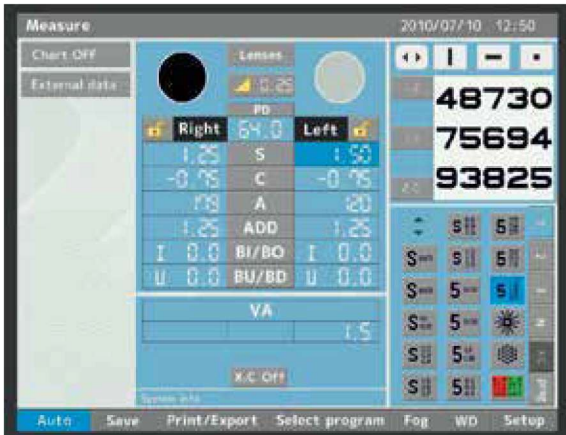 Measure 2010/07/10 12:50
Chart OFF
External data
Lenses
0.25
PD
Right 64.0 Left
1.25 S 1.50
-0.75 C -0.75
179 A 120
1.25 ADD 1.25
I 0.0 BI/BO I 0.0
U 0.0 BU/BD U 0.0
VA
1.5
X.C Off
System info
48730
75694
93825
Auto Save Print/Export Select program Fog WD Setup